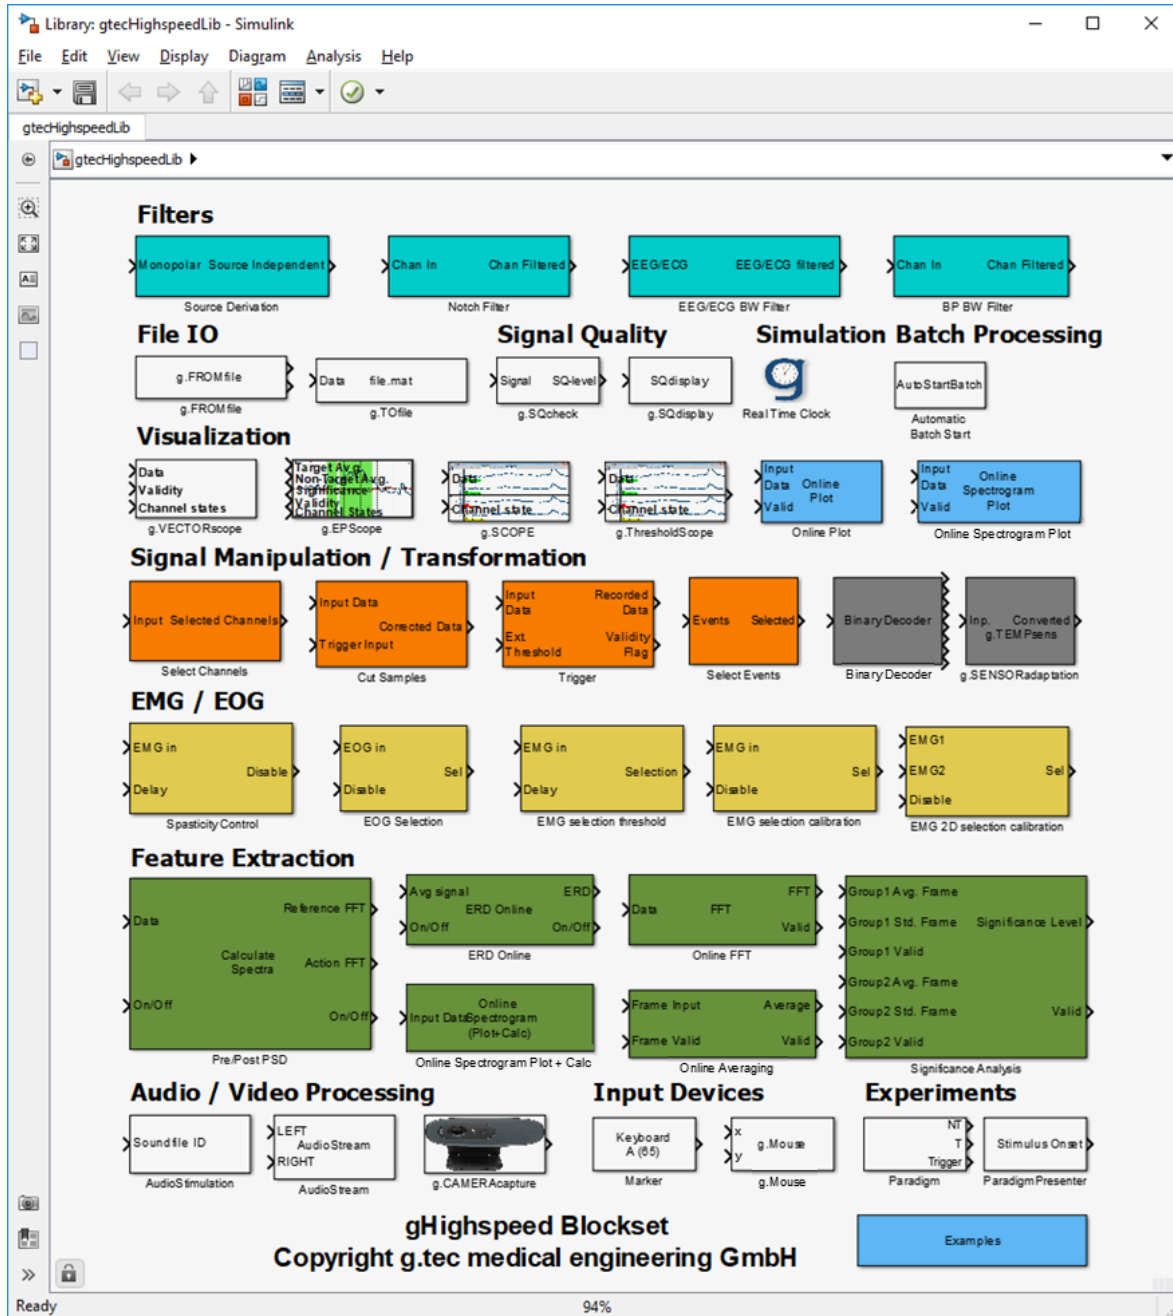 Library: gtecHighspeedLib - Simulink
File Edit View Display Diagram Analysis Help
gtecHighspeedLib
gtecHighspeedLib
Filters
Monopolar Source Independent
Chan In Chan Filtered
EEG/ECG EEG/ECG filtered
Chan In Chan Filtered
Source Derivation
Notch Filter
EEG/ECG BW Filter
BP BW Filter
File IO
Signal Quality
Simulation
Batch Processing
g.FROMfile
Data file.mat
Signal SQ-level
SQdisplay
g
AutoStartBatch
g.FROMfile
g.TOfile
g.SQcheck
g.SQdisplay
Real Time Clock
Automatic
Batch Start
Visualization
Data
Validity
Channel states
Target Avg.
Non-Target Avg.
Significance
Validity
Channel States
Data
Channel state
Data
Channel state
Input
Data
Valid
Online
Plot
Input
Data
Valid
Online
Spectrogram
Plot
g.VECTORscope
g.EPScope
g.SCOPE
g.ThresholdScope
Online Plot
Online Spectrogram Plot
Signal Manipulation / Transformation
Input Selected Channels
Input Data
Corrected Data
Trigger Input
Input
Data
Recorded
Data
Ext.
Threshold
Validity
Flag
Events Selected
Binary Decoder
Inp. Converted
g.TEMPsens
Select Channels
Cut Samples
Trigger
Select Events
Binary Decoder
g.SENSORadaptation
EMG / EOG
EMG in
Disable
Delay
EOG in
Sel
Disable
EMG in
Selection
Delay
EMG in
Sel
Disable
EMG1
EMG2 Sel
Disable
Spasticity Control
EOG Selection
EMG selection threshold
EMG selection calibration
EMG 2D selection calibration
Feature Extraction
Data
Reference FFT
Calculate
Spectra
Action FFT
On/Off
On/Off
Pre/Post PSD
Avg signal ERD
ERD Online
On/Off On/Off
ERD Online
FFT
Data FFT
Valid
Online FFT
Group1 Avg. Frame
Group1 Std. Frame Significance Level
Group1 Valid
Group2 Avg. Frame
Group2 Std. Frame Valid
Group2 Valid
Significance Analysis
Online
Input Data Spectrogram
(Plot+Calc)
Online Spectrogram Plot + Calc
Frame Input Average
Frame Valid Valid
Online Averaging
Audio / Video Processing
Input Devices
Experiments
Soundfile ID
LEFT
AudioStream
RIGHT
Keyboard
A (65)
x
g.Mouse
y
NT
T
Trigger
Stimulus Onset
AudioStimulation
AudioStream
g.CAMERAcapture
Marker
g.Mouse
Paradigm
ParadigmPresenter
gHighspeed Blockset
Copyright g.tec medical engineering GmbH
Examples
Ready 94%